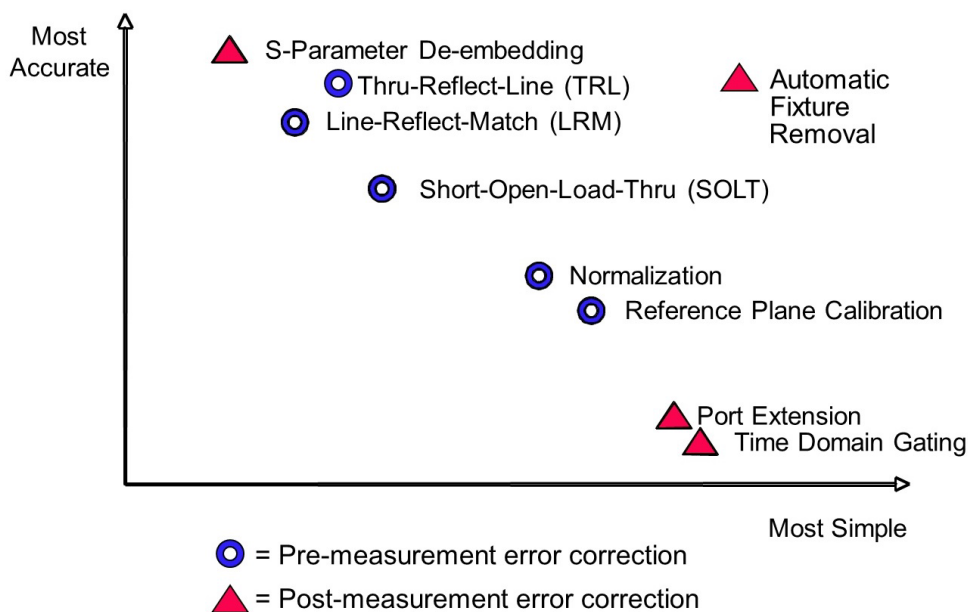 Most
Accurate
S-Parameter De-embedding
Thru-Reflect-Line (TRL)
Line-Reflect-Match (LRM)
Automatic
Fixture
Removal
Short-Open-Load-Thru (SOLT)
Normalization
Reference Plane Calibration
Port Extension
Time Domain Gating
Most Simple
= Pre-measurement error correction
= Post-measurement error correction